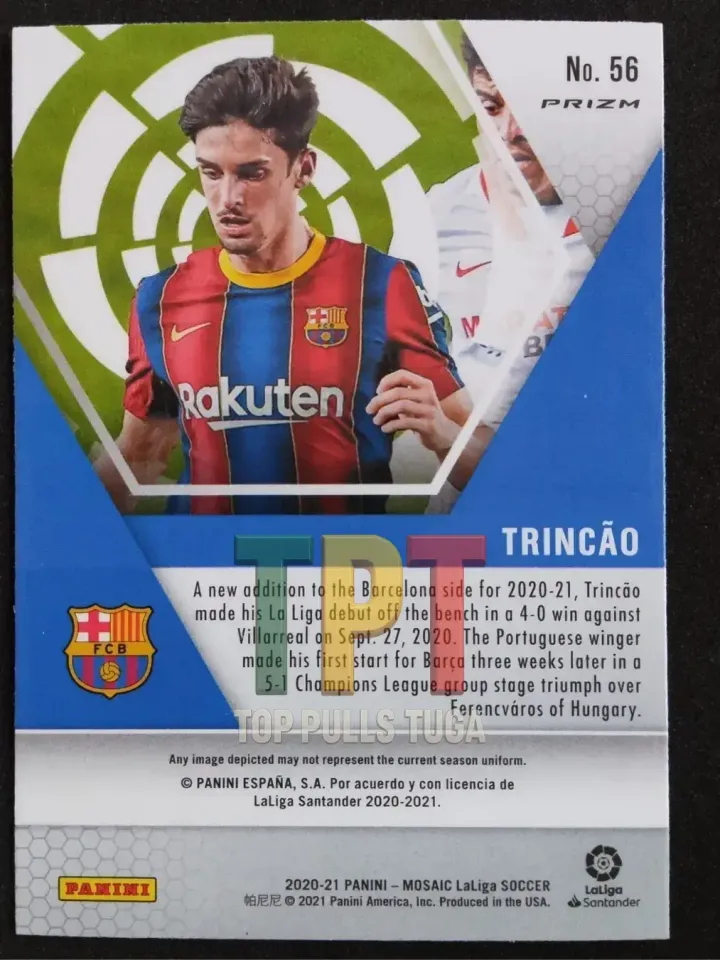 No. 56
PRIZM
Rakuten
FCB
TRINCÃO
A new addition to the Barcelona side for 2020-21, Trincão
made his La Liga debut off the bench in a 4-0 win against
Villarreal on Sept. 27, 2020. The Portuguese winger
made his first start for Barça three weeks later in a
5-1 Champions League group stage triumph over
Ferencváros of Hungary.
FCB
TPT
TOP PULLS TUGA
Any image depicted may not represent the current season uniform.
© PANINI ESPAÑA, S.A. Por acuerdo y con licencia de
LaLiga Santander 2020-2021.
PANINI
2020-21 PANINI – MOSAIC LaLiga SOCCER
帕尼尼 © 2021 Panini America, Inc. Produced in the USA.
LaLiga
Santander